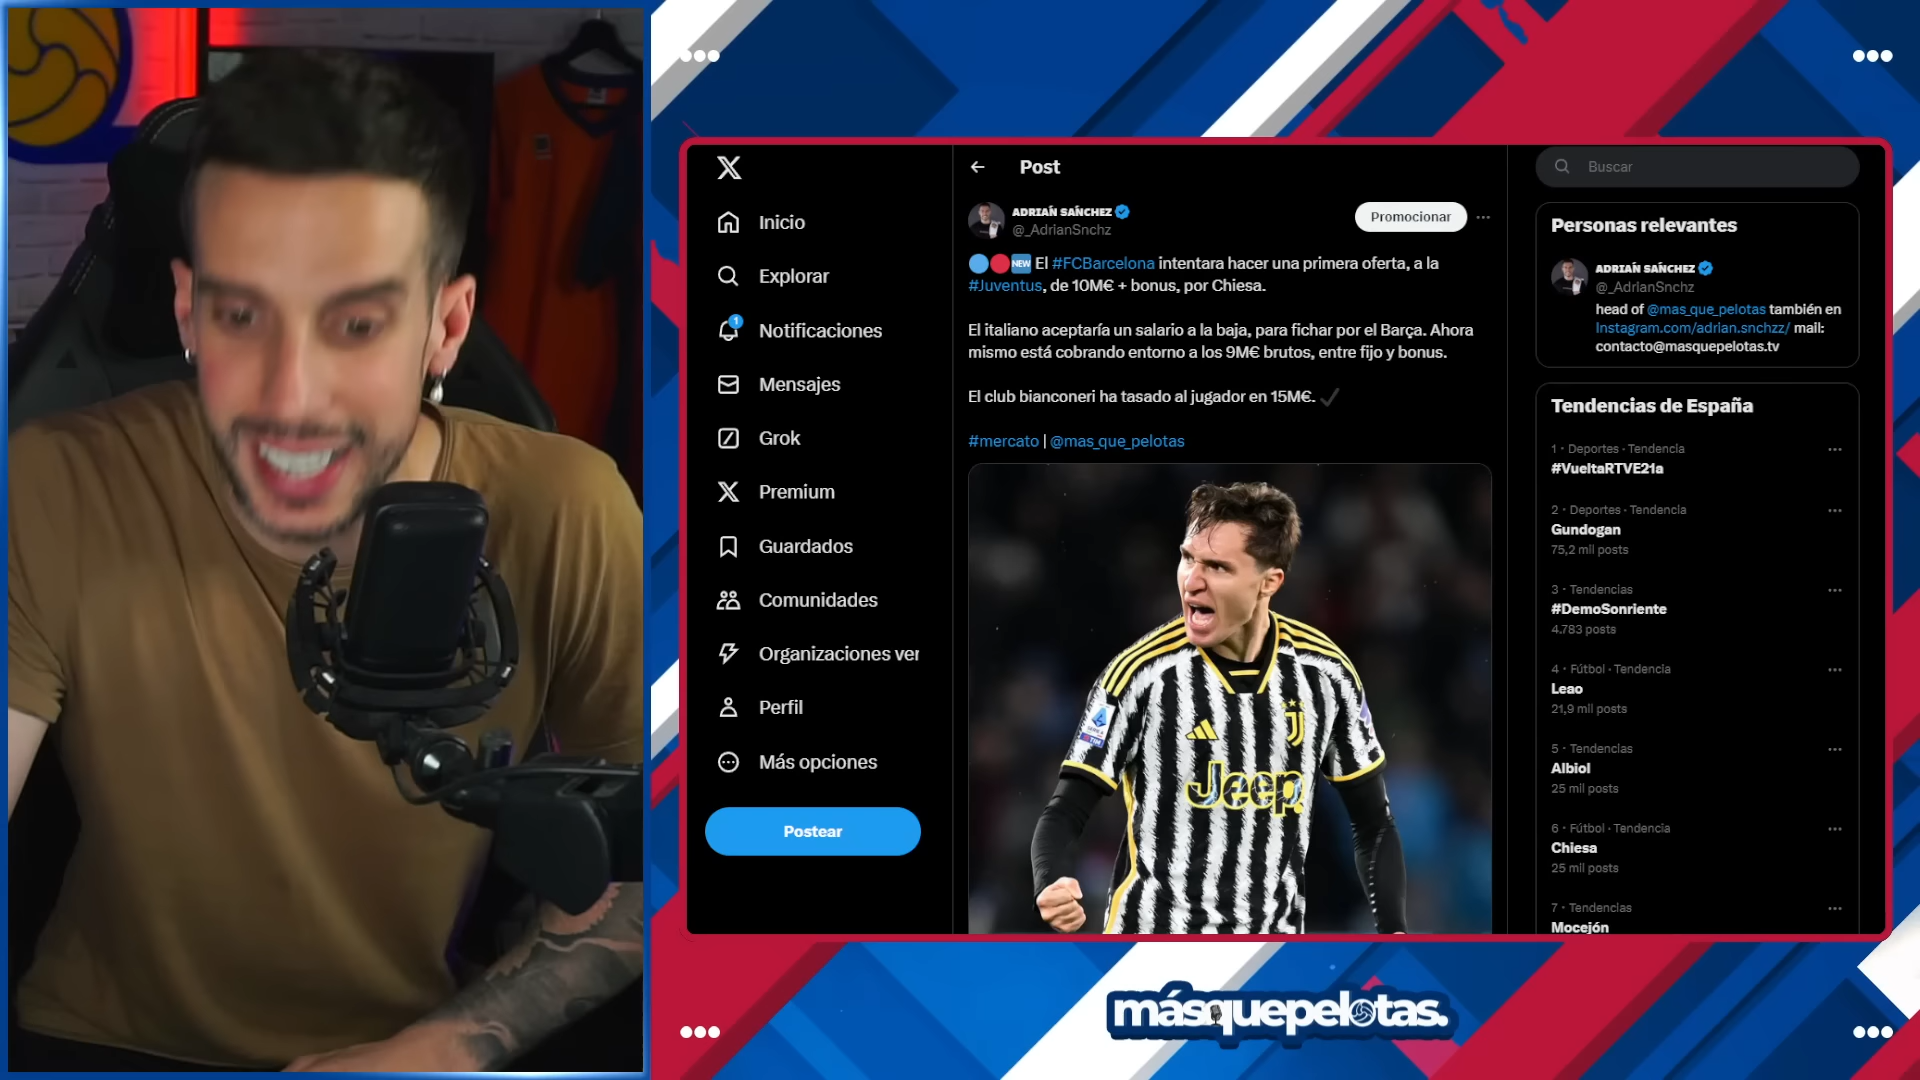 Post
Buscar
Inicio
Explorar
1
Notificaciones
Mensajes
Grok
Premium
Guardados
Comunidades
Organizaciones ver
Perfil
Más opciones
Postear
ADRIÁN SÁNCHEZ
@_AdrianSnchz
Promocionar
NEW El #FCBarcelona intentara hacer una primera oferta, a la
#Juventus, de 10M€ + bonus, por Chiesa.
El italiano aceptaría un salario a la baja, para fichar por el Barça. Ahora
mismo está cobrando entorno a los 9M€ brutos, entre fijo y bonus.
El club bianconeri ha tasado al jugador en 15M€.
#mercato | @mas_que_pelotas
Jeep
Personas relevantes
ADRIÁN SÁNCHEZ
@_AdrianSnchz
head of @mas_que_pelotas también en
Instagram.com/adrian.snchzz/ mail:
contacto@masquepelotas.tv
Tendencias de España
1 · Deportes · Tendencia
#VueltaRTVE21a
2 · Deportes · Tendencia
Gundogan
75,2 mil posts
3 · Tendencias
#DemoSonriente
4.783 posts
4 · Fútbol · Tendencia
Leao
21,9 mil posts
5 · Tendencias
Albiol
25 mil posts
6 · Fútbol · Tendencia
Chiesa
25 mil posts
7 · Tendencias
Mocejón
másquepelotas.